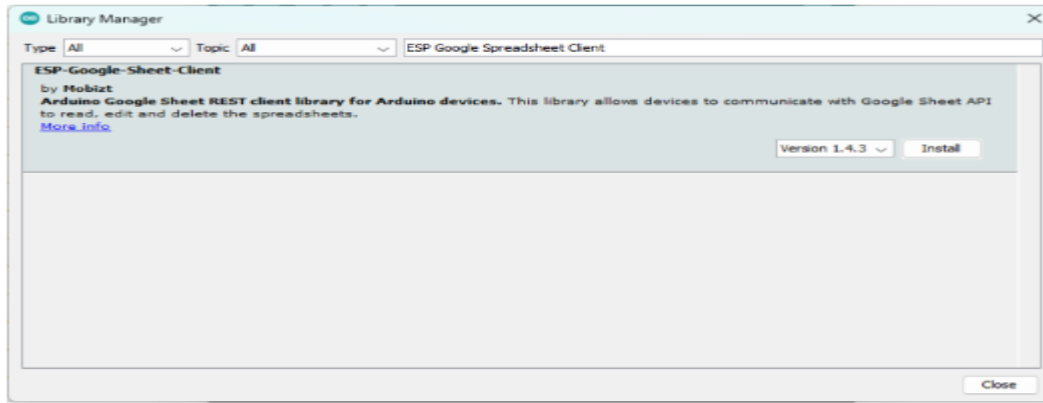 Library Manager
Type All Topic All ESP Google Spreadsheet Client
ESP-Google-Sheet-Client
by Mobizt
Arduino Google Sheet REST client library for Arduino devices. This library allows devices to communicate with Google Sheet API
to read, edit and delete the spreadsheets.
More info
Version 1.4.3 Install
Close